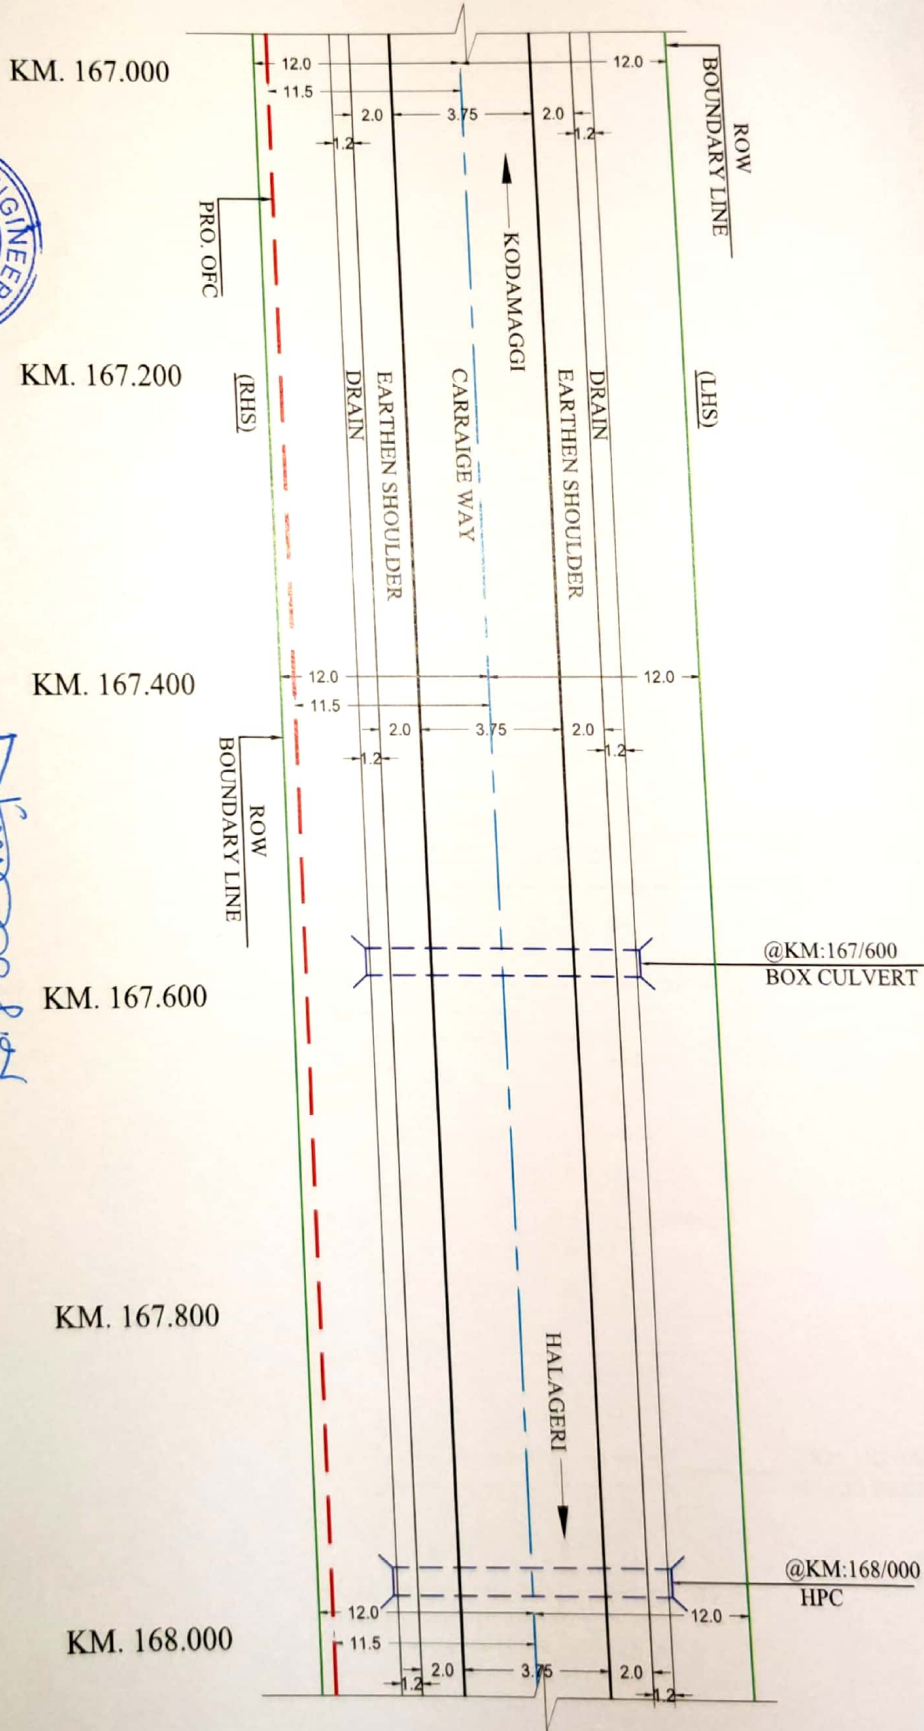 KM. 167.000
12.0
12.0
11.5
2.0
3.75
2.0
1.2
1.2
ROW
BOUNDARY LINE
PRO. OFC
KODAMAGGI
KM. 167.200
(RHS)
DRAIN
EARTHEN SHOULDER
CARRAIGE WAY
EARTHEN SHOULDER
DRAIN
(LHS)
KM. 167.400
12.0
12.0
11.5
2.0
3.75
2.0
1.2
1.2
ROW
BOUNDARY LINE
@KM:167/600
BOX CULVERT
KM. 167.600
KM. 167.800
HALAGERI
@KM:168/000
HPC
12.0
12.0
KM. 168.000
11.5
2.0
3.75
2.0
1.2
1.2